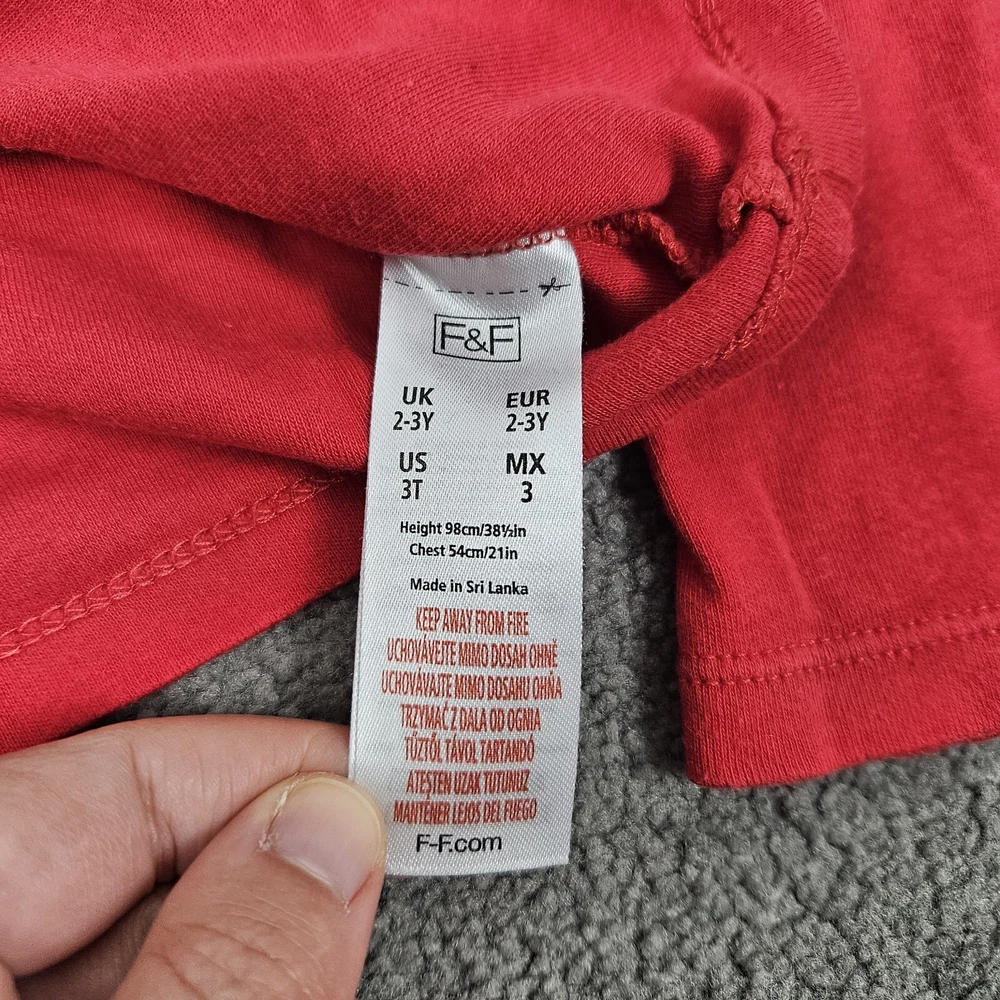 F&F
UK EUR
2-3Y 2-3Y
US MX
3T 3
Height 98cm/38½in
Chest 54cm/21in
Made in Sri Lanka
KEEP AWAY FROM FIRE
UCHOVÁVEJTE MIMO DOSAH OHNĚ
UCHOVÁVAJTE MIMO DOSAHU OHŇA
TRZYMAĆ Z DALA OD OGNIA
TŰZTŐL TÁVOL TARTANDÓ
ATEŞTEN UZAK TUTUNUZ
MANTÉNER LEJOS DEL FUEGO
F-F.com